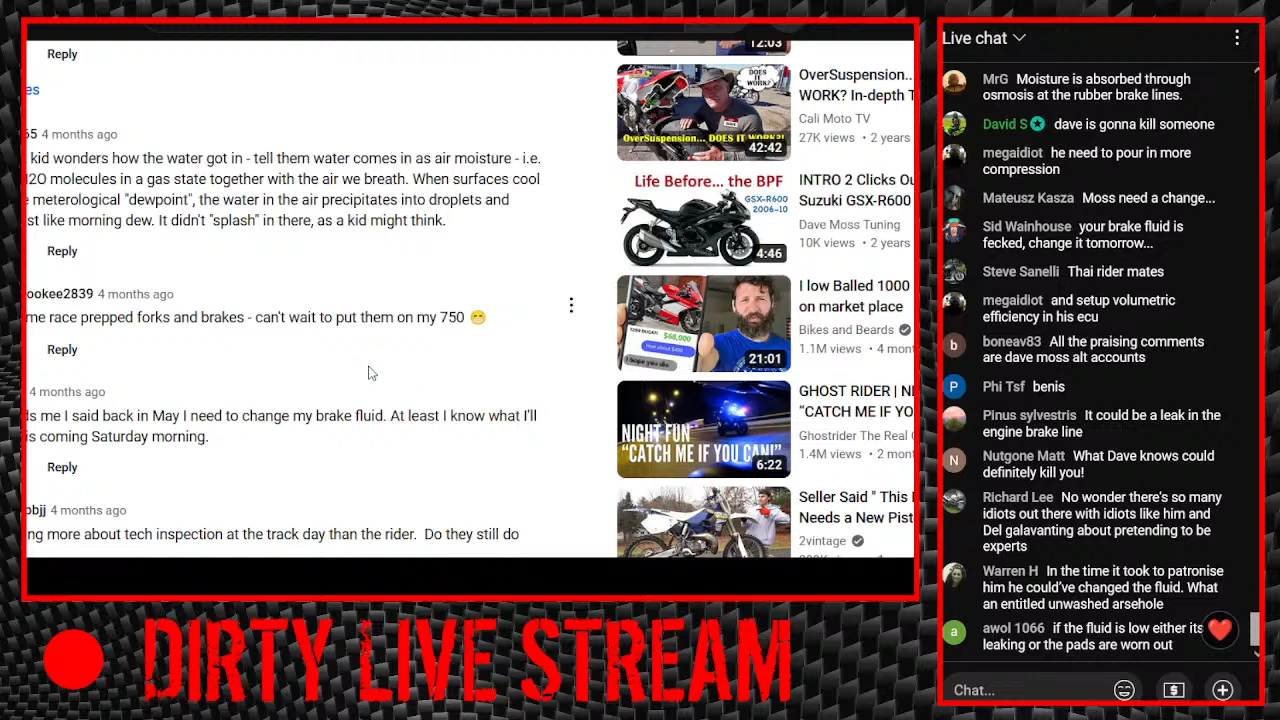 Reply
es
65 4 months ago
kid wonders how the water got in - tell them water comes in as air moisture - i.e.
H2O molecules in a gas state together with the air we breath. When surfaces cool
meterological "dewpoint", the water in the air precipitates into droplets and
st like morning dew. It didn't "splash" in there, as a kid might think.
Reply
ookee2839 4 months ago
me race prepped forks and brakes - can't wait to put them on my 750 😁
Reply
4 months ago
ds me I said back in May I need to change my brake fluid. At least I know what I'll
is coming Saturday morning.
Reply
bbjj 4 months ago
ng more about tech inspection at the track day than the rider. Do they still do
12:03
DOES
IT
WORK?
OverSuspension... DOES IT WORK?!
42:42
OverSuspension...
WORK? In-depth T
Cali Moto TV
27K views • 2 years
Life Before... the BPF
GSX-R600
2006-10
4:46
INTRO 2 Clicks Ou
Suzuki GSX-R600
Dave Moss Tuning
10K views • 2 years
$68,000
21:01
I low Balled 1000
on market place
Bikes and Beards
1.1M views • 4 mont
NIGHT FUN
"CATCH ME IF YOU CAN!"
6:22
GHOST RIDER | NI
"CATCH ME IF YO
Ghostrider The Real
1.4M views • 2 mont
Seller Said " This I
Needs a New Pist
2vintage
DIRTY LIVE STREAM
Live chat
MrG Moisture is absorbed through
osmosis at the rubber brake lines.
David S dave is gonna kill someone
megaidiot he need to put in more
compression
Mateusz Kasza Moss need a change...
Sid Wainhouse your brake fluid is
fecked, change it tomorrow...
Steve Sanelli Thai rider mates
megaidiot and setup volumetric
efficiency in his ecu
boreav83 All the praising comments
are dave moss alt accounts
Phi Tsf benis
Pinus sylvestris It could be a leak in the
engine brake line
Nutgone Matt What Dave knows could
definitely kill you!
Richard Lee No wonder there's so many
idiots out there with idiots like him and
Del galavanting about pretending to be
experts
Warren H In the time it took to patronise
him he could've changed the fluid. What
an entitled unwashed arsehole
awol 1066 if the fluid is low either its
leaking or the pads are worn out
Chat...